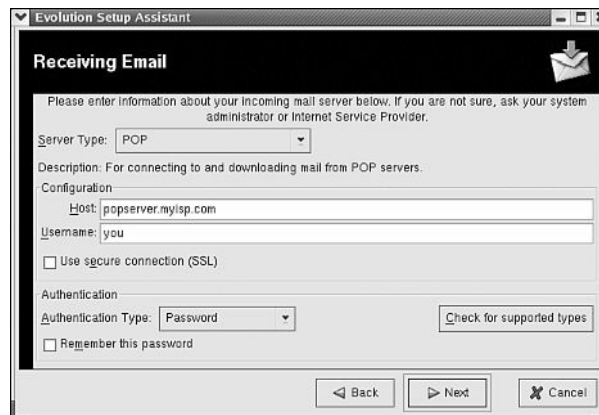 Evolution Setup Assistant
Receiving Email
Please enter information about your incoming mail server below. If you are not sure, ask your system
administrator or Internet Service Provider.
Server Type: POP
Description: For connecting to and downloading mail from POP servers.
Configuration
Host: popserver.myisp.com
Username: you
Use secure connection (SSL)
Authentication
Authentication Type: Password Check for supported types
Remember this password
Back Next Cancel